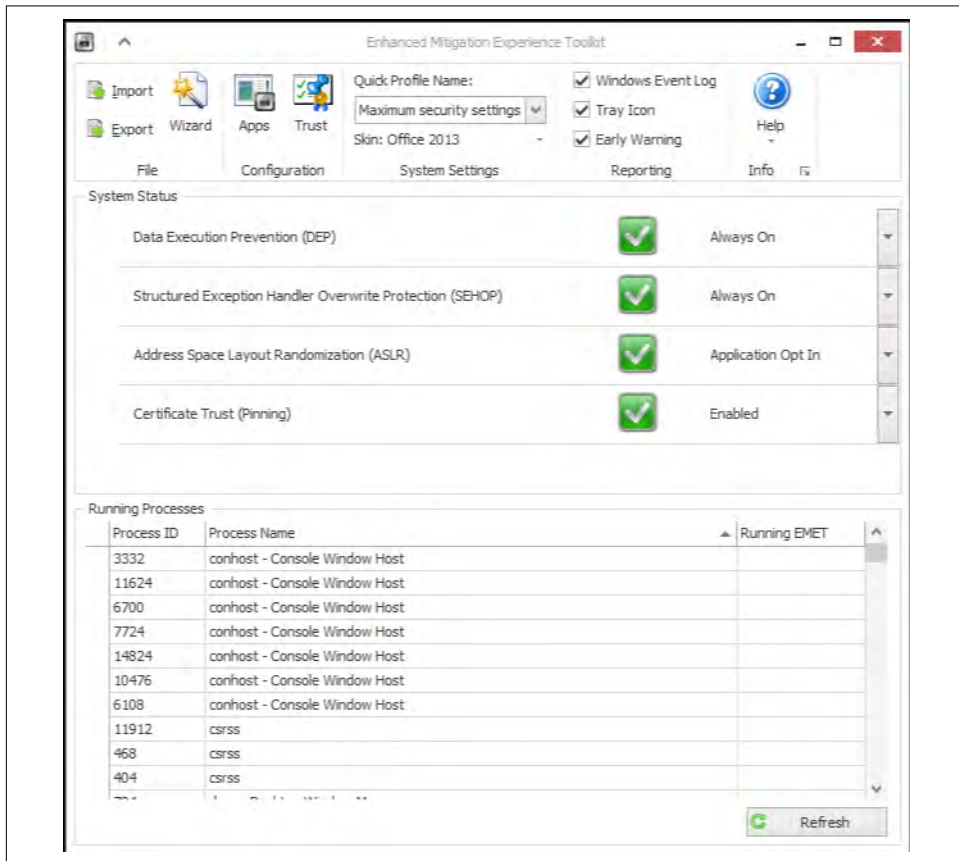 Enhanced Mitigation Experience Toolkit
Import
Export
Wizard
File
Apps
Trust
Configuration
Quick Profile Name:
Maximum security settings
Skin: Office 2013
System Settings
Windows Event Log
Tray Icon
Early Warning
Reporting
Help
Info
System Status
Data Execution Prevention (DEP) Always On
Structured Exception Handler Overwrite Protection (SEHOP) Always On
Address Space Layout Randomization (ASLR) Application Opt In
Certificate Trust (Pinning) Enabled
Running Processes
Process ID Process Name Running EMET
3332 conhost - Console Window Host
11624 conhost - Console Window Host
6700 conhost - Console Window Host
7724 conhost - Console Window Host
14824 conhost - Console Window Host
10476 conhost - Console Window Host
6108 conhost - Console Window Host
11912 csrss
468 csrss
404 csrss
Refresh